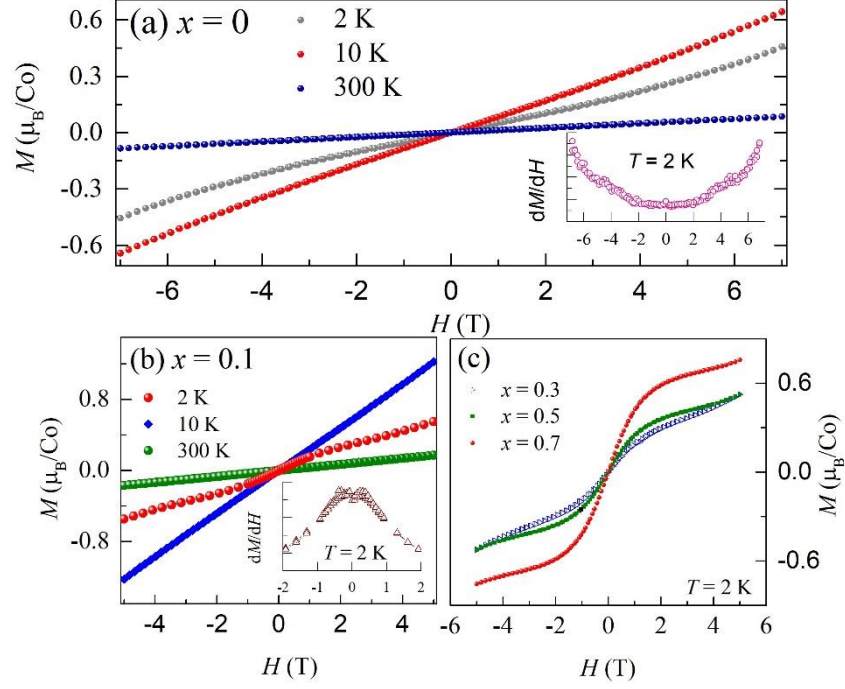 (a) x = 0
2 K
10 K
300 K
M (μB/Co)
0.6
0.3
0.0
-0.3
-0.6
-6 -4 -2 0 2 4 6
H (T)
dM/dH
T = 2 K
-6 -4 -2 0 2 4 6
(b) x = 0.1
2 K
10 K
300 K
M (μB/Co)
0.8
0.0
-0.8
-4 -2 0 2 4
H (T)
dM/dH
T = 2 K
-2 -1 0 1 2
(c)
x = 0.3
x = 0.5
x = 0.7
0.6
0.0
-0.6
M (μB/Co)
T = 2 K
-6 -4 -2 0 2 4 6
H (T)